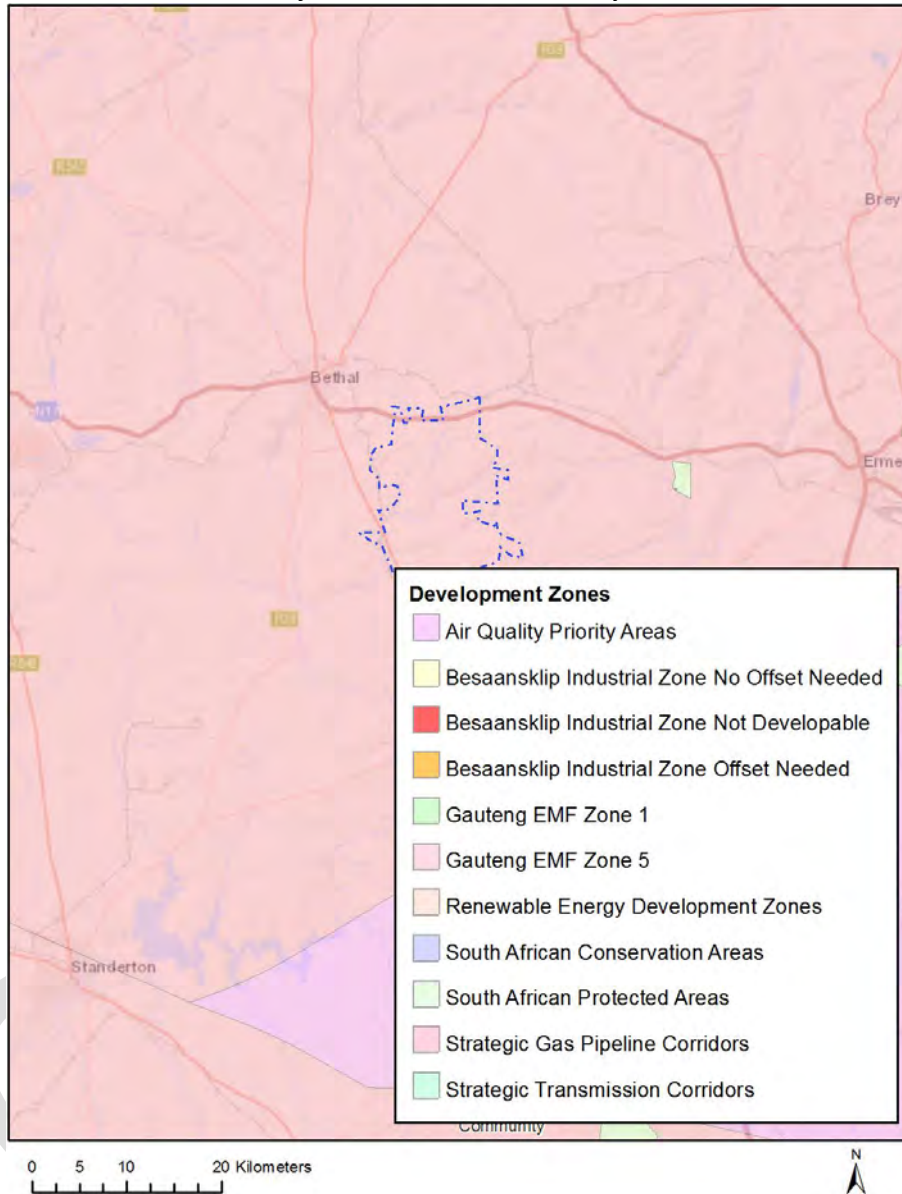 Bethal
Brey
Erme
Standerton
Development Zones
Air Quality Priority Areas
Besaansklip Industrial Zone No Offset Needed
Besaansklip Industrial Zone Not Developable
Besaansklip Industrial Zone Offset Needed
Gauteng EMF Zone 1
Gauteng EMF Zone 5
Renewable Energy Development Zones
South African Conservation Areas
South African Protected Areas
Strategic Gas Pipeline Corridors
Strategic Transmission Corridors
Community
0 5 10 20 Kilometers
N